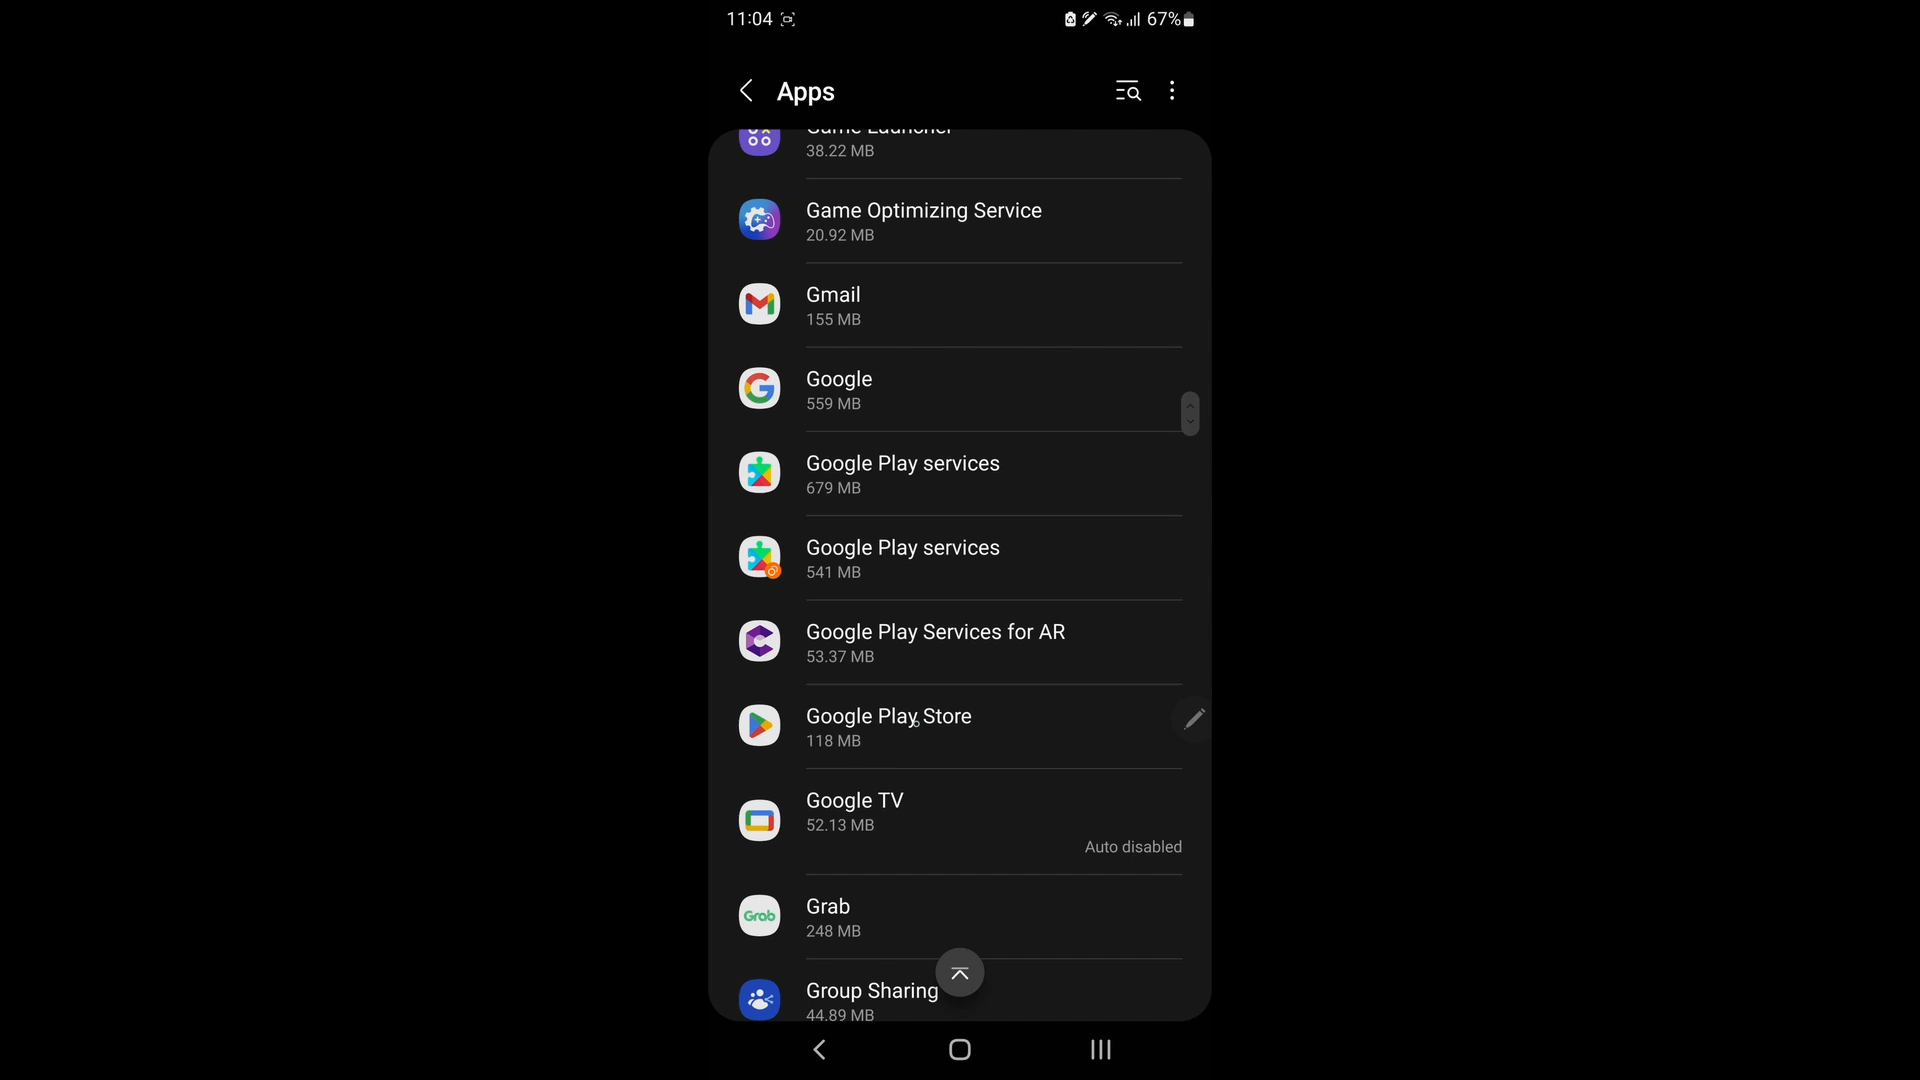 11:04
67%
Apps
Game Launcher
38.22 MB
Game Optimizing Service
20.92 MB
Gmail
155 MB
Google
559 MB
Google Play services
679 MB
Google Play services
541 MB
Google Play Services for AR
53.37 MB
Google Play Store
118 MB
Google TV
52.13 MB
Auto disabled
Grab
Grab
248 MB
Group Sharing
44.89 MB